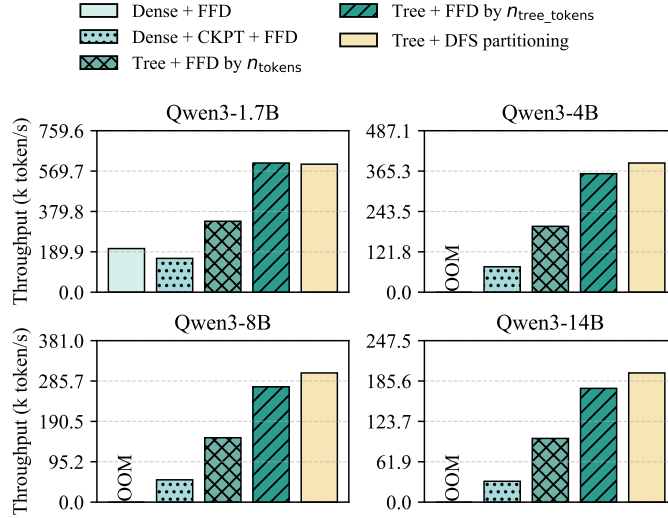 Dense + FFD
Dense + CKPT + FFD
Tree + FFD by n_tokens
Tree + FFD by n_tree_tokens
Tree + DFS partitioning
Qwen3-1.7B
Throughput (k token/s)
759.6
569.7
379.8
189.9
0.0
Qwen3-4B
487.1
365.3
243.5
121.8
0.0
OOM
Qwen3-8B
Throughput (k token/s)
381.0
285.7
190.5
95.2
0.0
OOM
Qwen3-14B
247.5
185.6
123.7
61.9
0.0
OOM